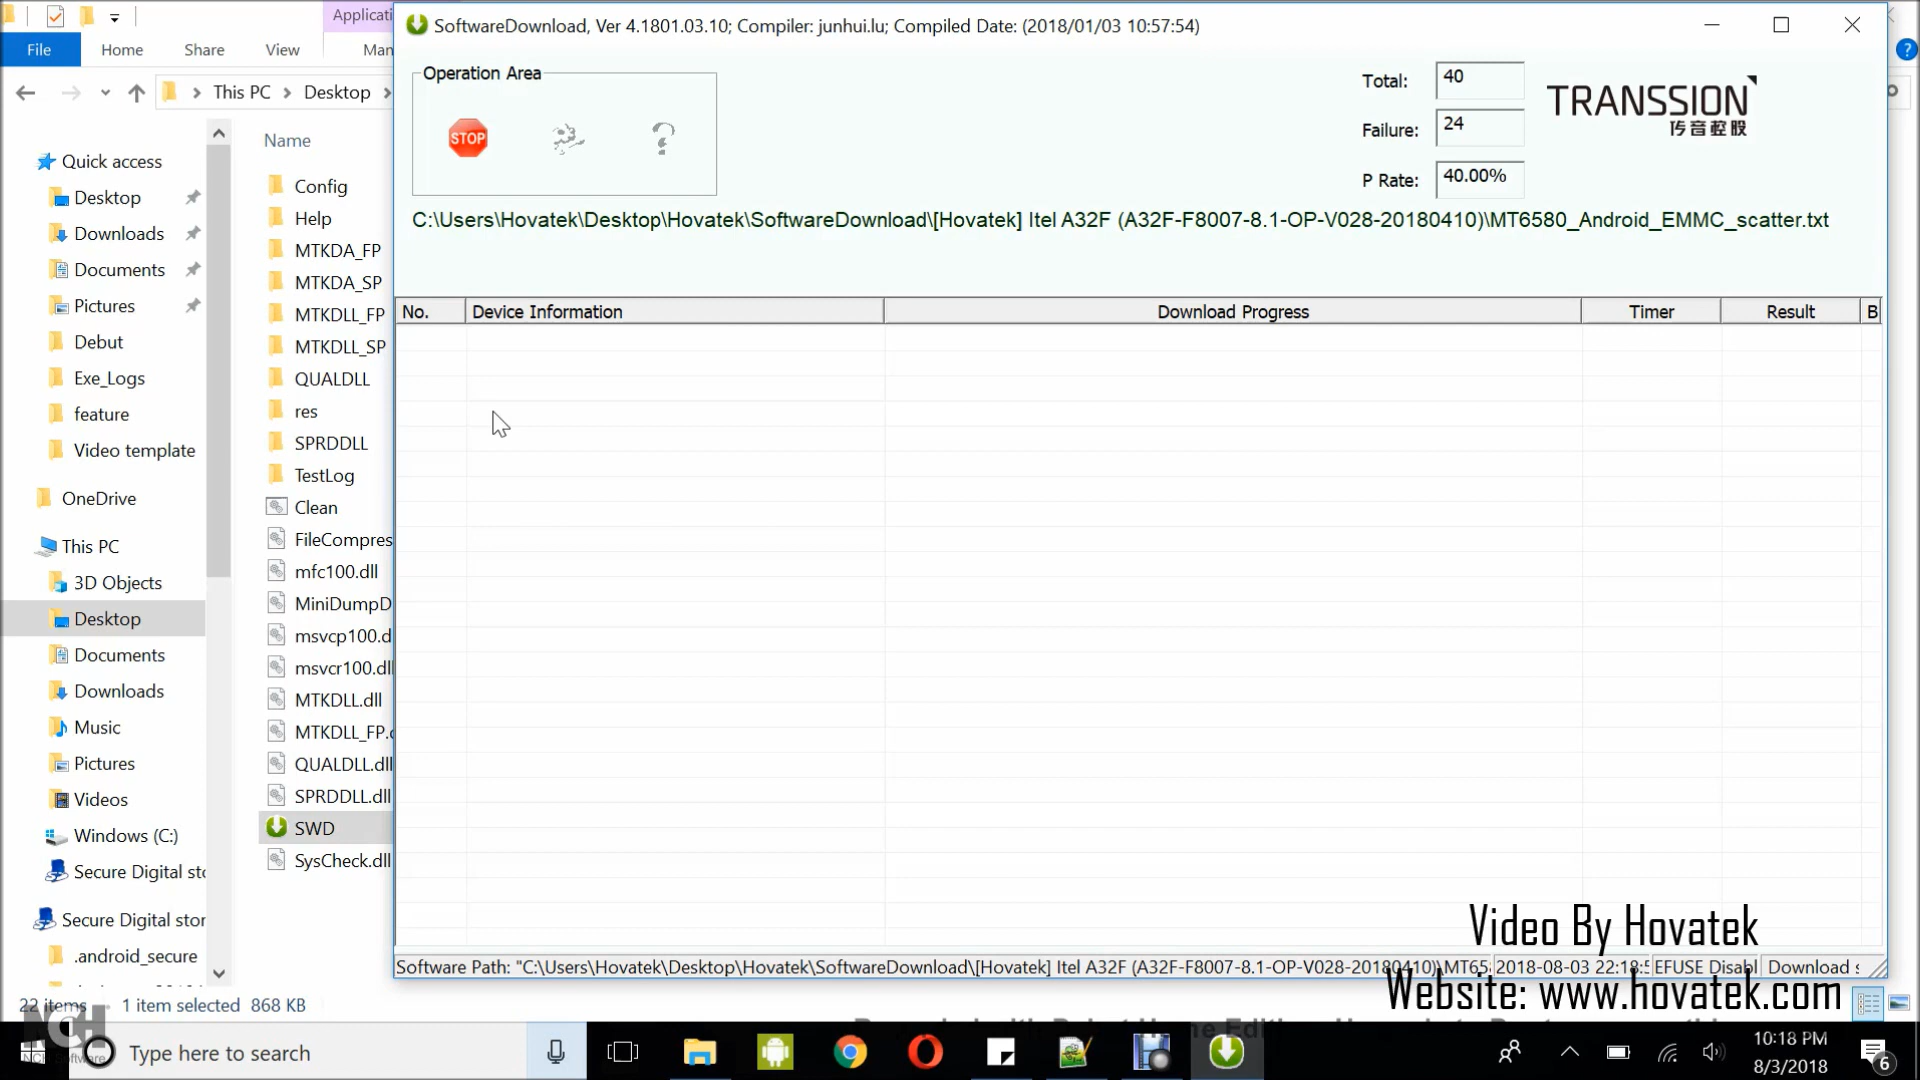 Applicati
File
Home
Share
View
Man
SoftwareDownload, Ver 4.1801.03.10; Compiler: junhui.lu; Compiled Date: (2018/01/03 10:57:54)
This PC
Desktop
Operation Area
STOP
Total:
40
Failure:
24
P Rate:
40.00%
TRANSSION
传音控股
C:\Users\Hovatek\Desktop\Hovatek\SoftwareDownload\[Hovatek] Itel A32F (A32F-F8007-8.1-OP-V028-20180410)\MT6580_Android_EMMC_scatter.txt
No.
Device Information
Download Progress
Timer
Result
B
Quick access
Desktop
Downloads
Documents
Pictures
Debut
Exe_Logs
feature
Video template
OneDrive
This PC
3D Objects
Desktop
Documents
Downloads
Music
Pictures
Videos
Windows (C:)
Secure Digital sto
Secure Digital stor
.android_secure
Name
Config
Help
MTKDA_FP
MTKDA_SP
MTKDLL_FP
MTKDLL_SP
QUALDLL
res
SPRDDLL
TestLog
Clean
FileCompres
mfc100.dll
MiniDumpD
msvcp100.d
msvcr100.dll
MTKDLL.dll
MTKDLL_FP.
QUALDLL.dll
SPRDDLL.dll
SWD
SysCheck.dll
Video By Hovatek
Software Path: "C:\Users\Hovatek\Desktop\Hovatek\SoftwareDownload\[Hovatek] Itel A32F (A32F-F8007-8.1-OP-V028-20180410)\MT65
2018-08-03 22:18:5
EFUSE Disabl
Download s
Website: www.hovatek.com
22 items
1 item selected 868 KB
NCH
NCH Software
Type here to search
10:18 PM
8/3/2018
6